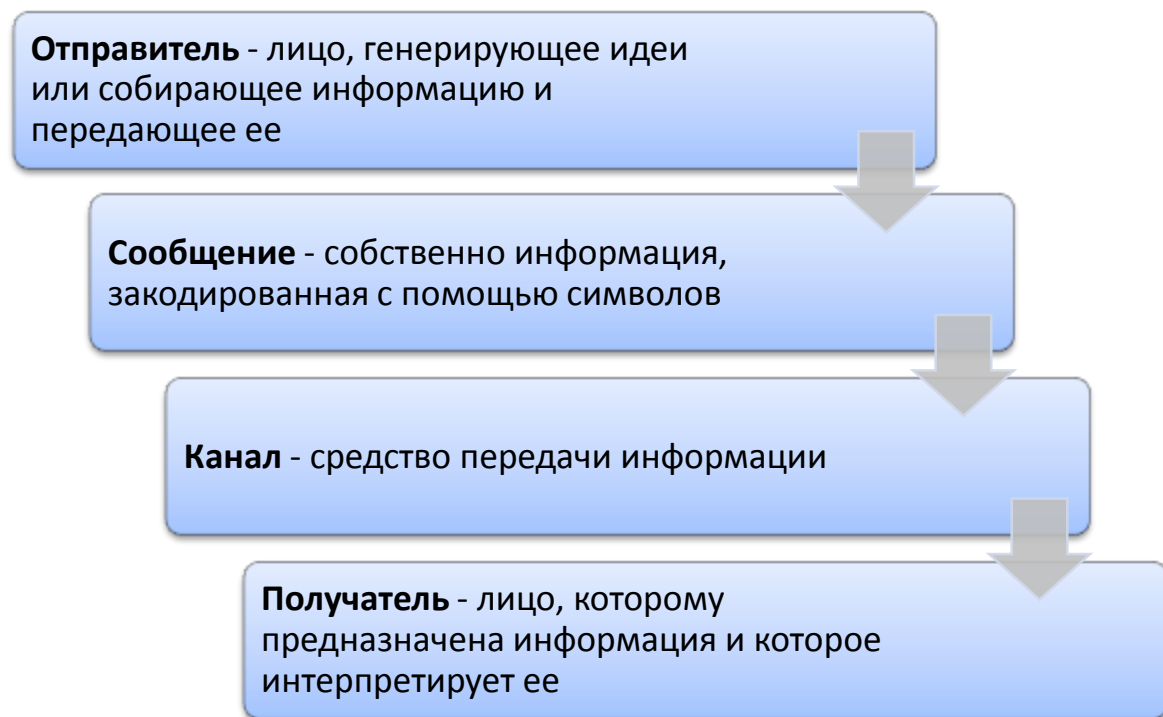 Отправитель - лицо, генерирующее идеи
или собирающее информацию и
передающее ее
Сообщение - собственно информация,
закодированная с помощью символов
Канал - средство передачи информации
Получатель - лицо, которому
предназначена информация и которое
интерпретирует ее